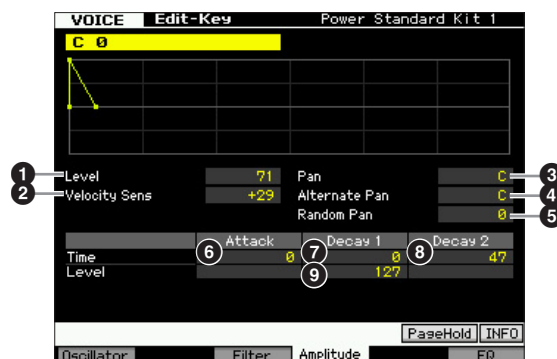 VOICE Edit-Key Power Standard Kit 1
C 0
1 Level 71 Pan C 3
2 Velocity Sens +29 Alternate Pan C 4
Random Pan 0 5
Attack Decay 1 Decay 2
Time 6 0 7 0 8 47
Level 9 127
PageHold INFO
Oscillator Filter Amplitude EQ